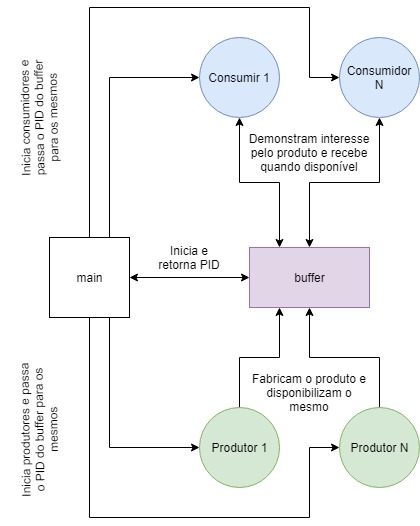 Inicia consumidores e
passa o PID do buffer
para os mesmos
Consumir 1
Consumidor
N
Demonstram interesse
pelo produto e recebe
quando disponível
main
Inicia e
retorna PID
buffer
Inicia produtores e passa
o PID do buffer para os
mesmos
Fabricam o produto e
disponibilizam o
mesmo
Produtor 1
Produtor N